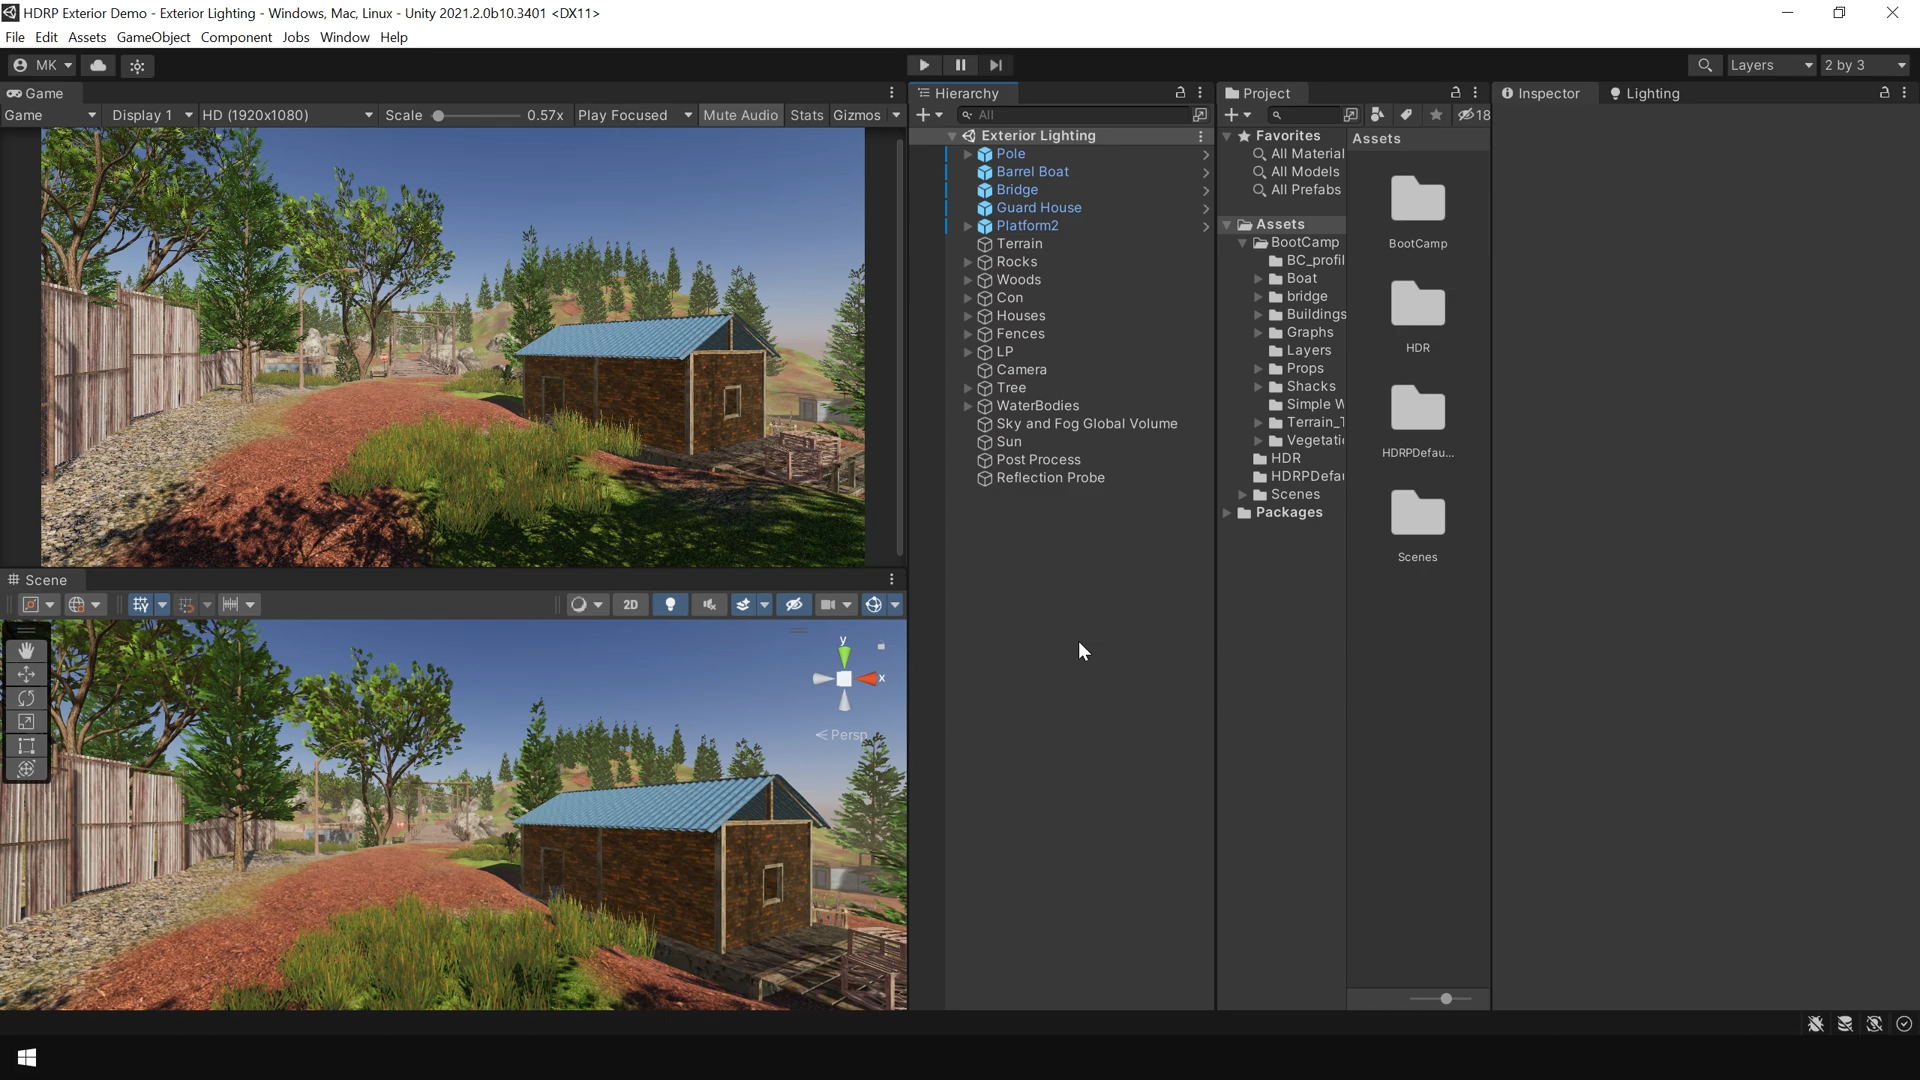 HDRP Exterior Demo - Exterior Lighting - Windows, Mac, Linux - Unity 2021.2.0b10.3401 <DX11>
File Edit Assets GameObject Component Jobs Window Help
MK
Layers
2 by 3
Game
Game
Display 1
HD (1920x1080)
Scale
0.57x
Play Focused
Mute Audio
Stats
Gizmos
Hierarchy
All
Exterior Lighting
Pole
Barrel Boat
Bridge
Guard House
Platform2
Terrain
Rocks
Woods
Con
Houses
Fences
LP
Camera
Tree
WaterBodies
Sky and Fog Global Volume
Sun
Post Process
Reflection Probe
Project
18
Favorites
All Material
All Models
All Prefabs
Assets
BootCamp
BC_profil
Boat
bridge
Buildings
Graphs
Layers
Props
Shacks
Simple W
Terrain_T
Vegetati
HDR
HDRPDefau
Scenes
Packages
Assets
BootCamp
HDR
HDRPDefau...
Scenes
Inspector
Lighting
Scene
2D
y
x
Persp